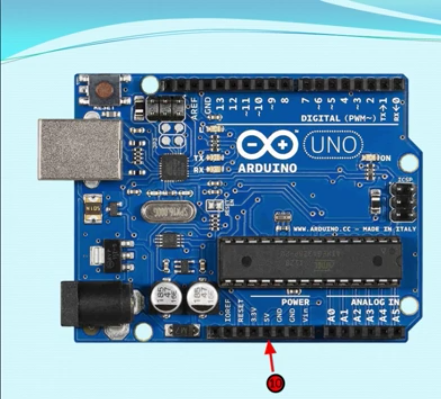 RESET
AREF
GND
13
12
~11
~10
~9
8
7
~6
~5
4
~3
2
TX→1
RX←0
DIGITAL (PWM~)
TX
RX
UNO
ON
ARDUINO
ICSP
WWW.ARDUINO.CC - MADE IN ITALY
IOREF
RESET
3.3V
5V
GND
GND
Vin
POWER
ANALOG IN
A0
A1
A2
A3
A4
A5